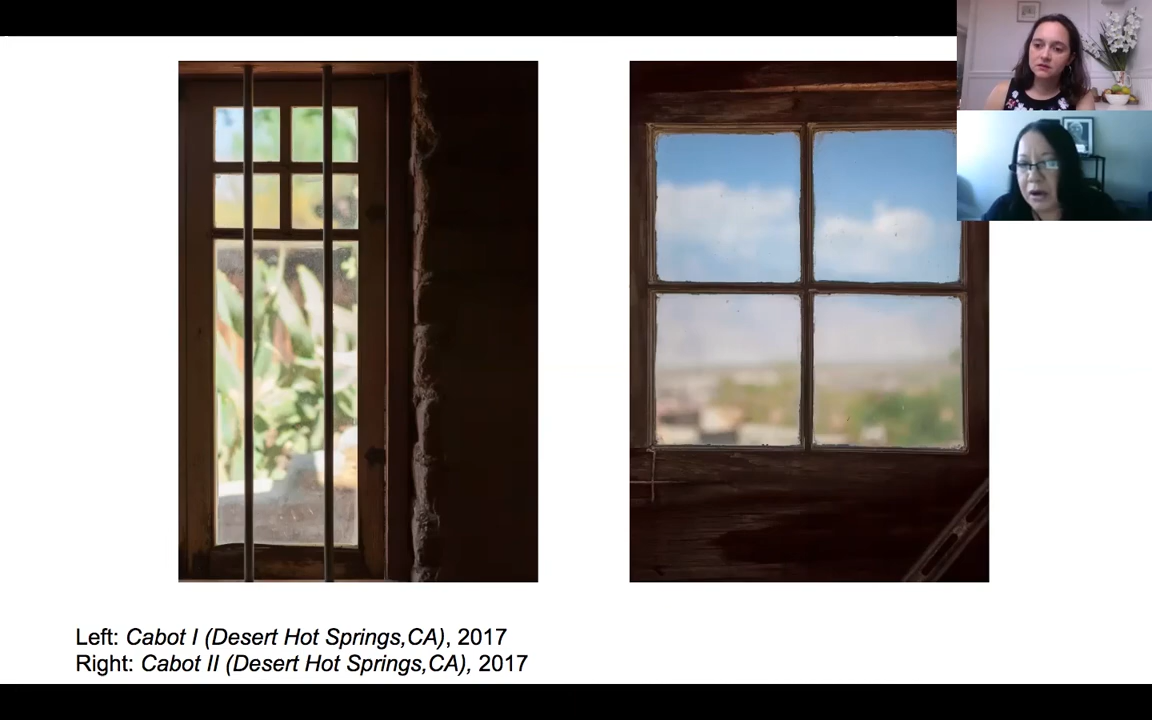 Left: Cabot I (Desert Hot Springs,CA), 2017
Right: Cabot II (Desert Hot Springs,CA), 2017